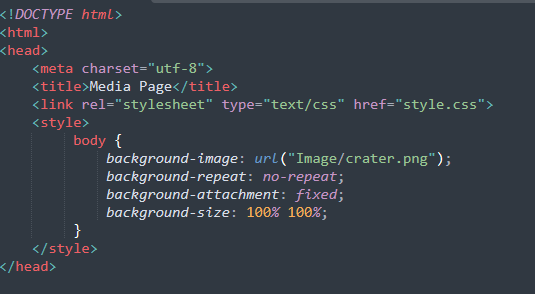 <!DOCTYPE html>
<html>
<head>
    <meta charset="utf-8">
    <title>Media Page</title>
    <link rel="stylesheet" type="text/css" href="style.css">
    <style>
         body {
             background-image: url("Image/crater.png");
             background-repeat: no-repeat;
             background-attachment: fixed;
             background-size: 100% 100%;
         }
    </style>
</head>